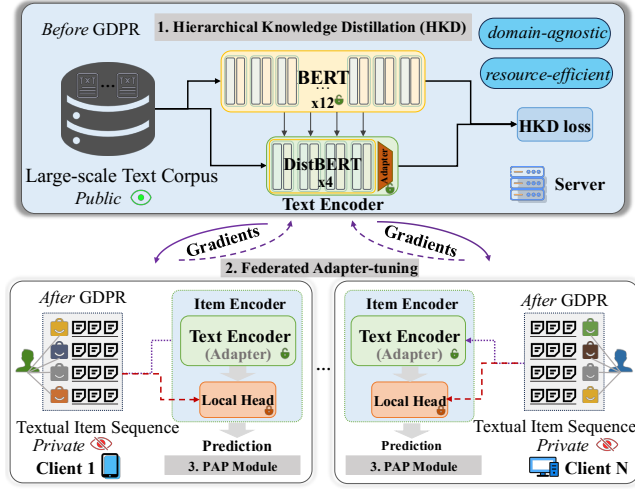 Before GDPR
1. Hierarchical Knowledge Distillation (HKD)
domain-agnostic
resource-efficient
BERT
x12
DistBERT
x4
Adapter
Text Encoder
HKD loss
Large-scale Text Corpus
Public
Server
Gradients
Gradients
2. Federated Adapter-tuning
After GDPR
Item Encoder
Text Encoder
(Adapter)
Local Head
Textual Item Sequence
Private
Client 1
Prediction
3. PAP Module
...
Item Encoder
After GDPR
Text Encoder
(Adapter)
Local Head
Textual Item Sequence
Private
Client N
Prediction
3. PAP Module